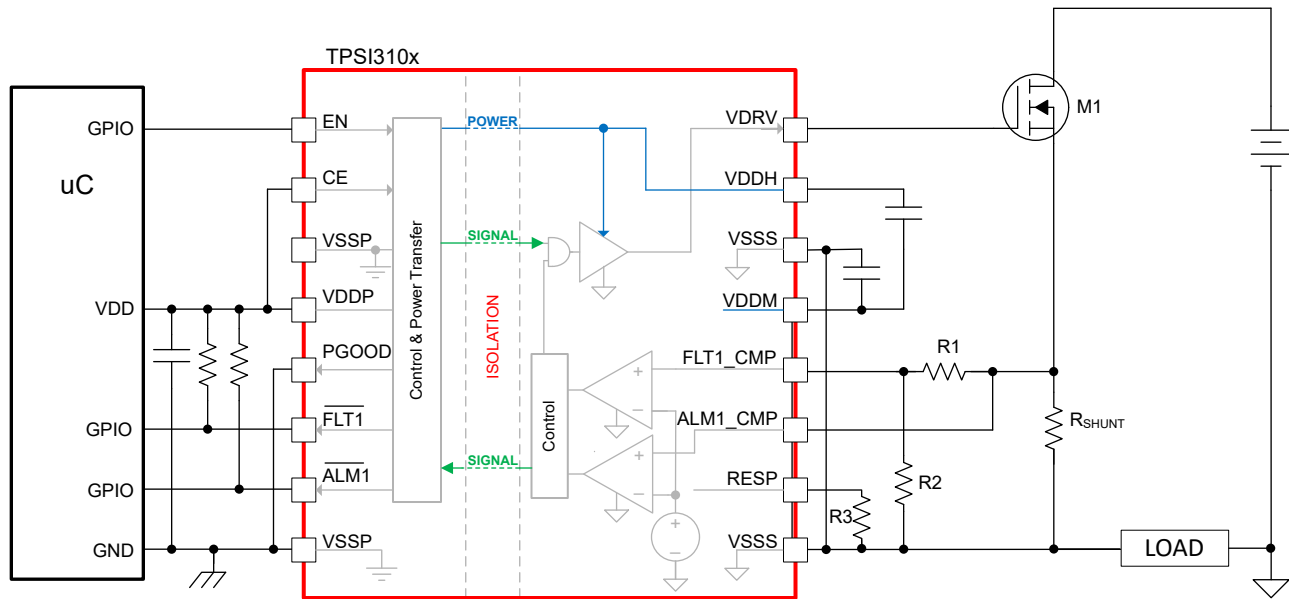 TPSI310x
uC
GPIO
VDD
GPIO
GPIO
GND
EN
CE
VSSP
VDDP
PGOOD
FLT1
ALM1
VSSP
Control & Power Transfer
POWER
SIGNAL
ISOLATION
SIGNAL
Control
+
−
+
−
+
−
VDRV
VDDH
VSSS
VDDM
FLT1_CMP
ALM1_CMP
RESP
VSSS
M1
R1
R2
R3
RSHUNT
LOAD